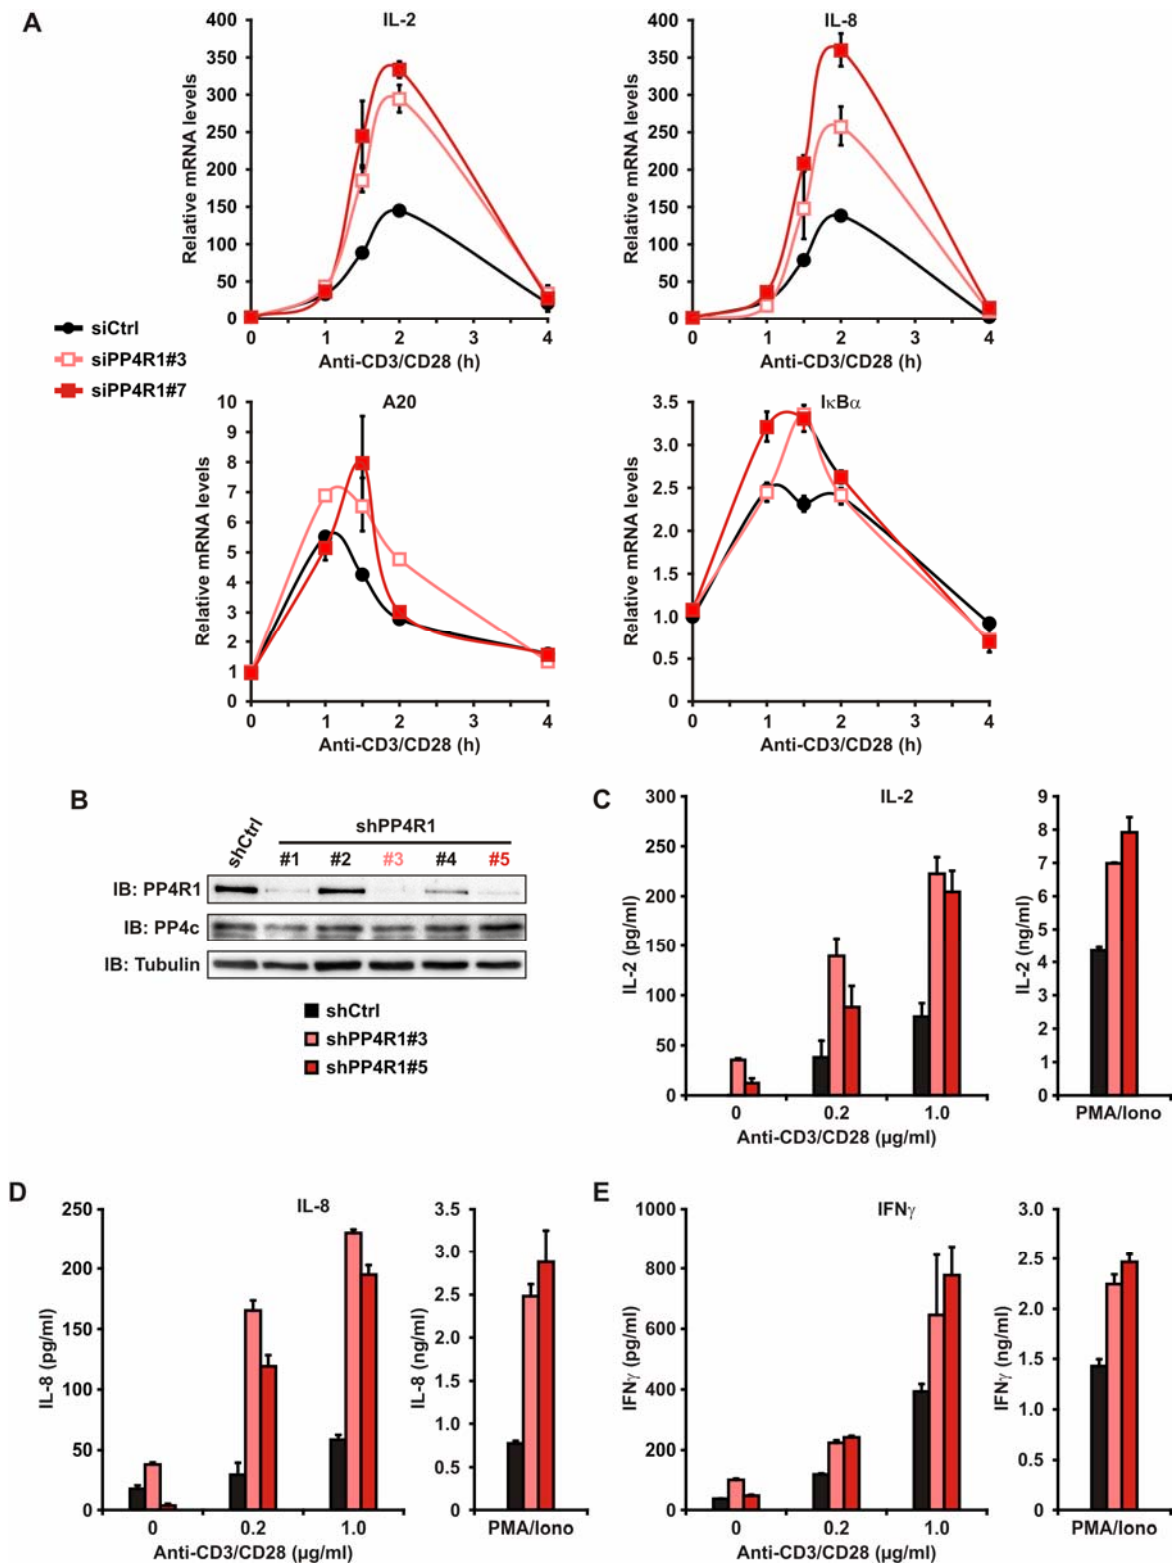 A
IL-2
Relative mRNA levels
400
350
300
250
200
150
100
50
0
0 1 2 3 4
Anti-CD3/CD28 (h)
IL-8
Relative mRNA levels
400
350
300
250
200
150
100
50
0
0 1 2 3 4
Anti-CD3/CD28 (h)
siCtrl
siPP4R1#3
siPP4R1#7
A20
Relative mRNA levels
10
9
8
7
6
5
4
3
2
1
0
0 1 2 3 4
Anti-CD3/CD28 (h)
IκBα
Relative mRNA levels
3.5
3.0
2.5
2.0
1.5
1.0
0.5
0
0 1 2 3 4
Anti-CD3/CD28 (h)
B
shCtrl
shPP4R1
#1 #2 #3 #4 #5
IB: PP4R1
IB: PP4c
IB: Tubulin
shCtrl
shPP4R1#3
shPP4R1#5
C
IL-2
IL-2 (pg/ml)
300
250
200
150
100
50
0
0 0.2 1.0
Anti-CD3/CD28 (µg/ml)
IL-2 (ng/ml)
9
8
7
6
5
4
3
2
1
0
PMA/Iono
D
IL-8
IL-8 (pg/ml)
250
200
150
100
50
0
0 0.2 1.0
Anti-CD3/CD28 (µg/ml)
IL-8 (ng/ml)
3.5
3.0
2.5
2.0
1.5
1.0
0.5
0
PMA/Iono
E
IFNγ
IFNγ (pg/ml)
1000
800
600
400
200
0
0 0.2 1.0
Anti-CD3/CD28 (µg/ml)
IFNγ (ng/ml)
3.0
2.5
2.0
1.5
1.0
0.5
0
PMA/Iono